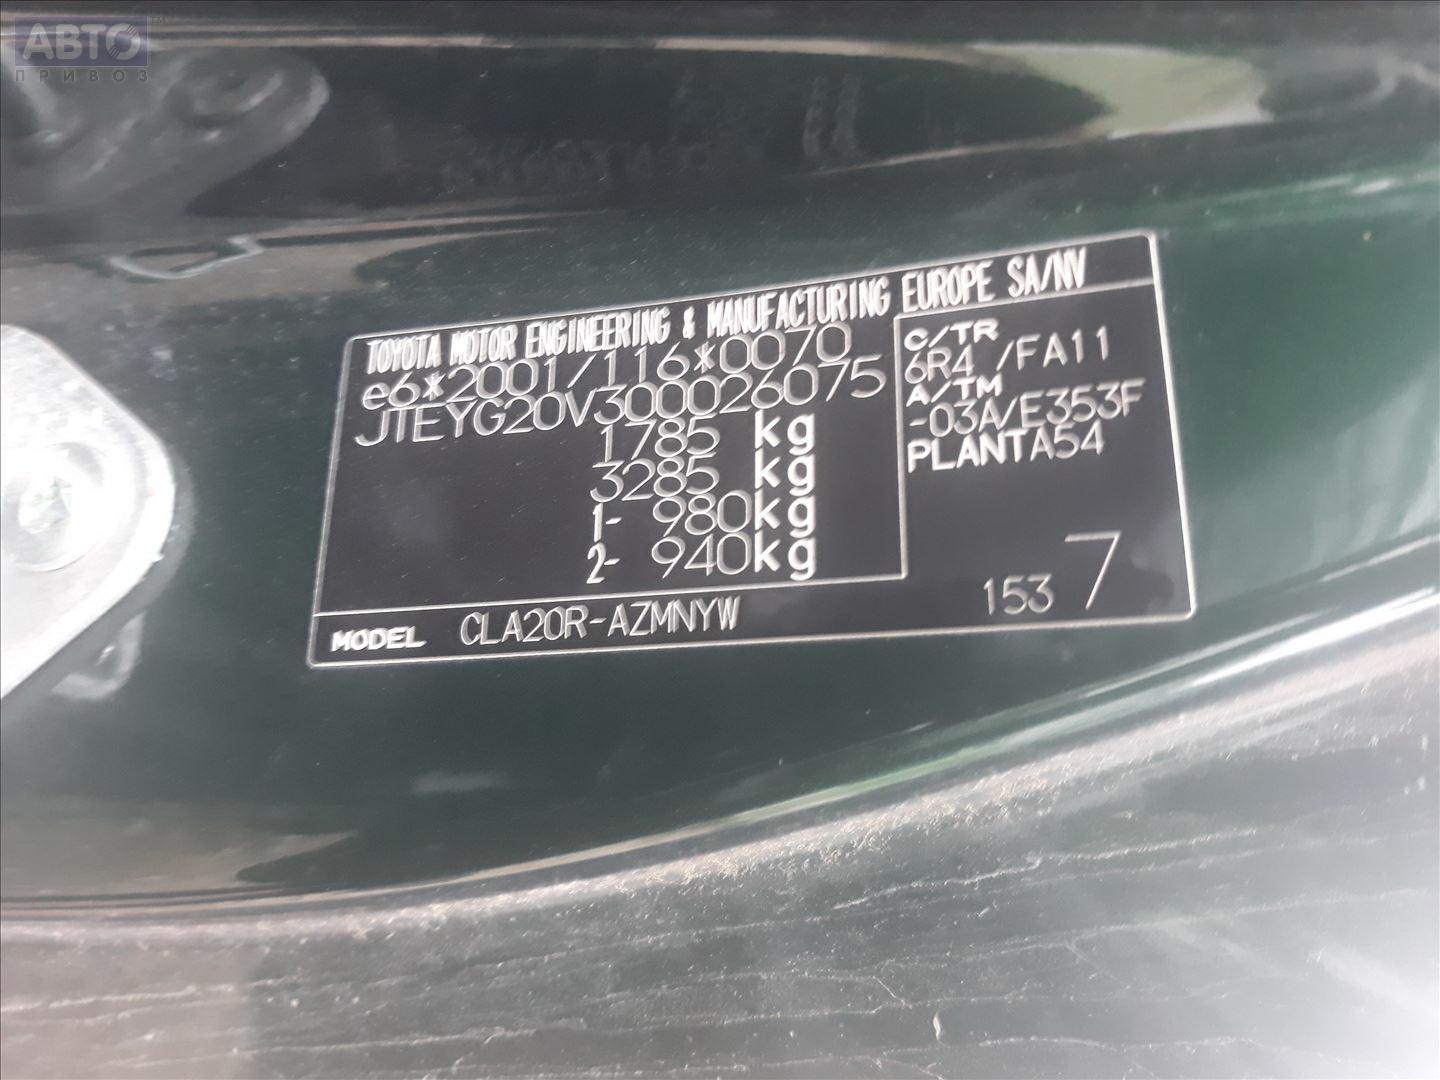 АВТО
ПРИВОЗ
TOYOTA MOTOR ENGINEERING & MANUFACTURING EUROPE SA/NV
e6*2001/116*0070
JTEYG20V300026075
1785 kg
3285 kg
1- 980kg
2- 940kg
C/TR
6R4 /FA11
A/TM
-03A/E353F
PLANTA54
153 7
MODEL CLA20R-AZMNYW